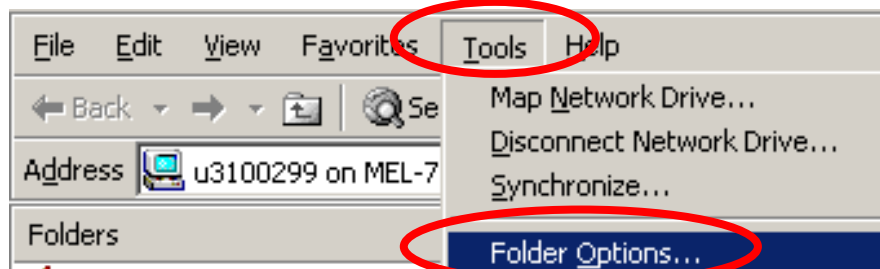 File Edit View Favorites Tools Help
Back Se
Map Network Drive...
Disconnect Network Drive...
Address u3100299 on MEL-7
Synchronize...
Folders
Folder Options...